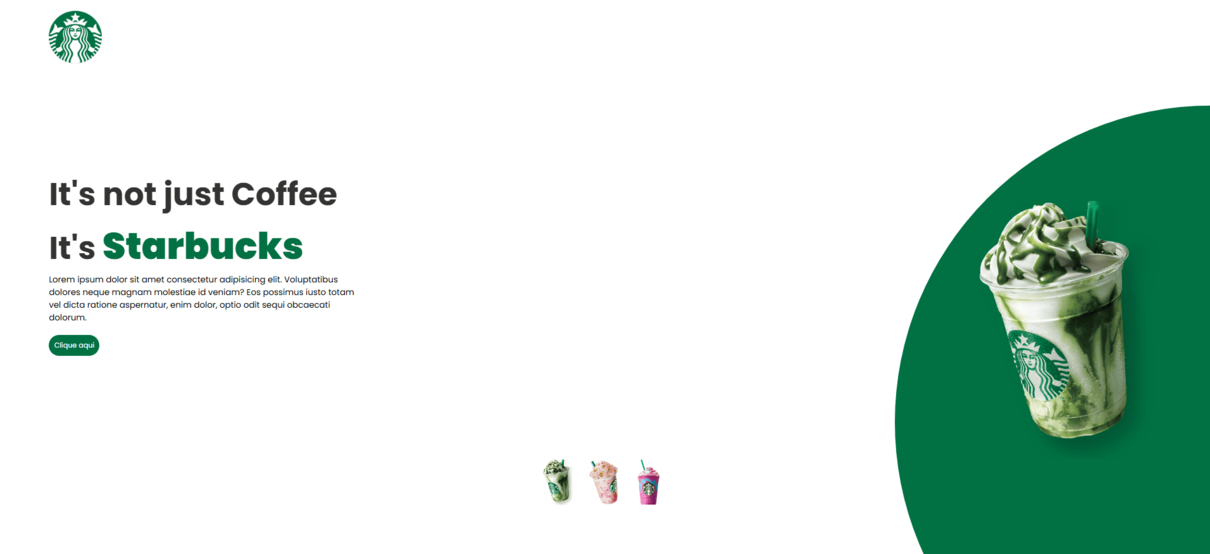 It's not just Coffee
It's Starbucks
Lorem ipsum dolor sit amet consectetur adipisicing elit. Voluptatibus
dolores neque magnam molestiae id veniam? Eos possimus iusto totam
vel dicta ratione aspernatur, enim dolor, optio odit sequi obcaecati
dolorum.
Clique aqui